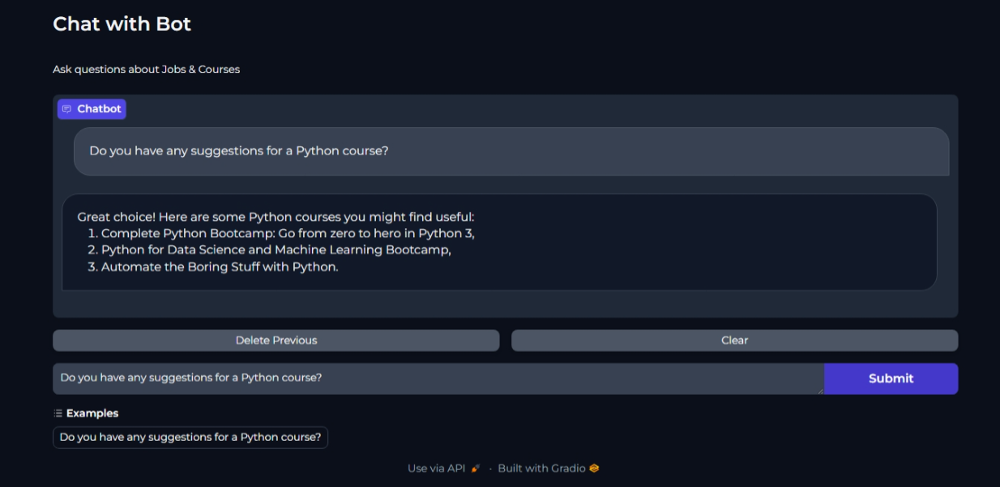 Chat with Bot
Ask questions about Jobs & Courses
Chatbot
Do you have any suggestions for a Python course?
Great choice! Here are some Python courses you might find useful:
1. Complete Python Bootcamp: Go from zero to hero in Python 3,
2. Python for Data Science and Machine Learning Bootcamp,
3. Automate the Boring Stuff with Python.
Delete Previous
Clear
Do you have any suggestions for a Python course?
Submit
Examples
Do you have any suggestions for a Python course?
Use via API 🚀 · Built with Gradio